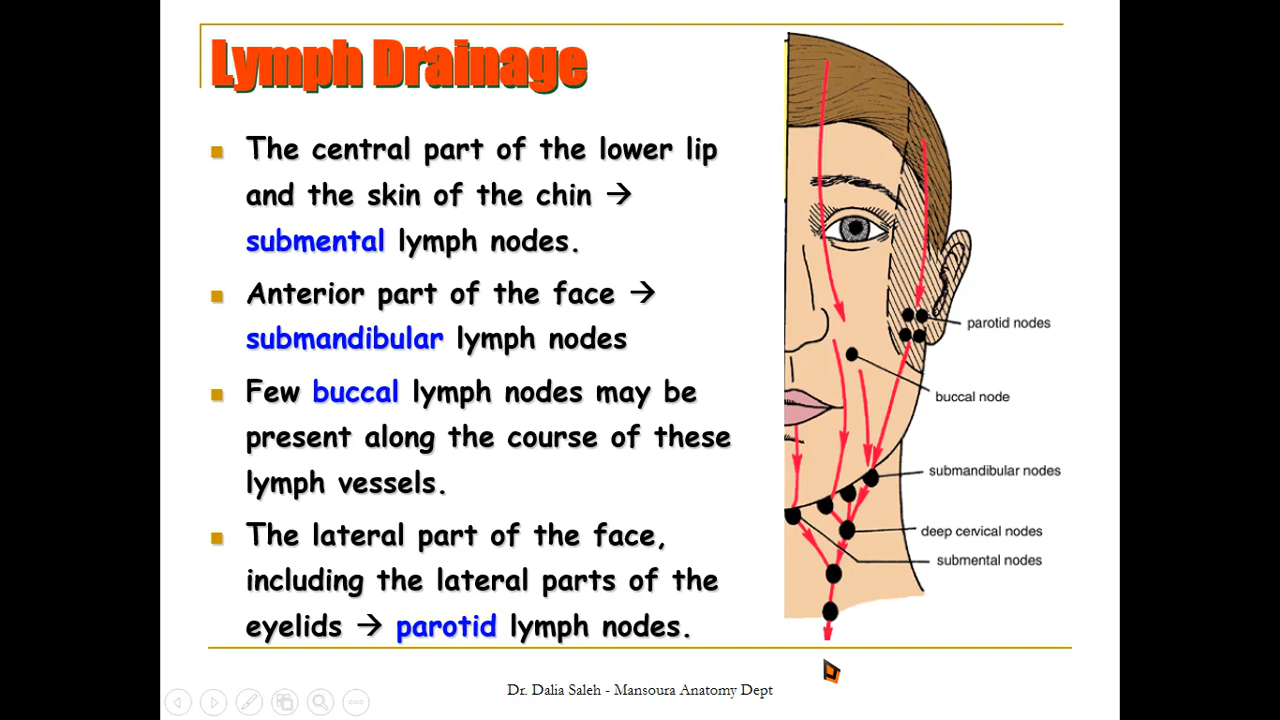 Lymph Drainage
The central part of the lower lip
and the skin of the chin →
submental lymph nodes.
Anterior part of the face →
submandibular lymph nodes
Few buccal lymph nodes may be
present along the course of these
lymph vessels.
The lateral part of the face,
including the lateral parts of the
eyelids → parotid lymph nodes.
parotid nodes
buccal node
submandibular nodes
deep cervical nodes
submental nodes
Dr. Dalia Saleh - Mansoura Anatomy Dept